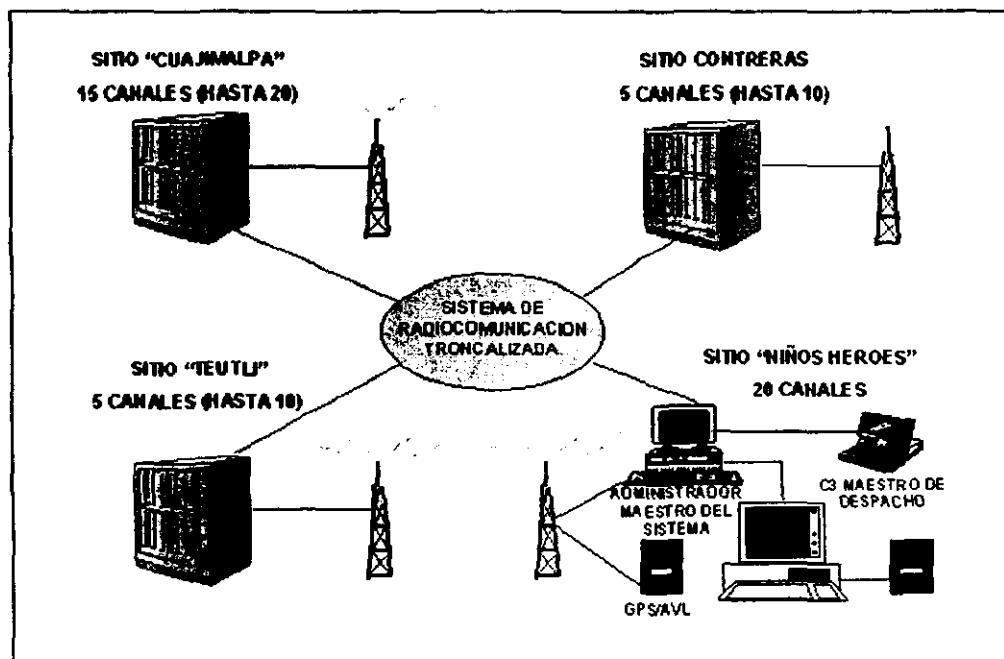 SITIO "CUAJIMALPA"
15 CANALES (HASTA 20)
SITIO CONTRERAS
5 CANALES (HASTA 10)
SISTEMA DE
RADIOCOMUNICACION
TRONCALIZADA
SITIO "TEUTLI"
5 CANALES (HASTA 10)
SITIO "NIÑOS HEROES"
20 CANALES
ADMINISTRADOR
MAESTRO DEL
SISTEMA
C3 MAESTRO DE
DESPACHO
GPS/AVL